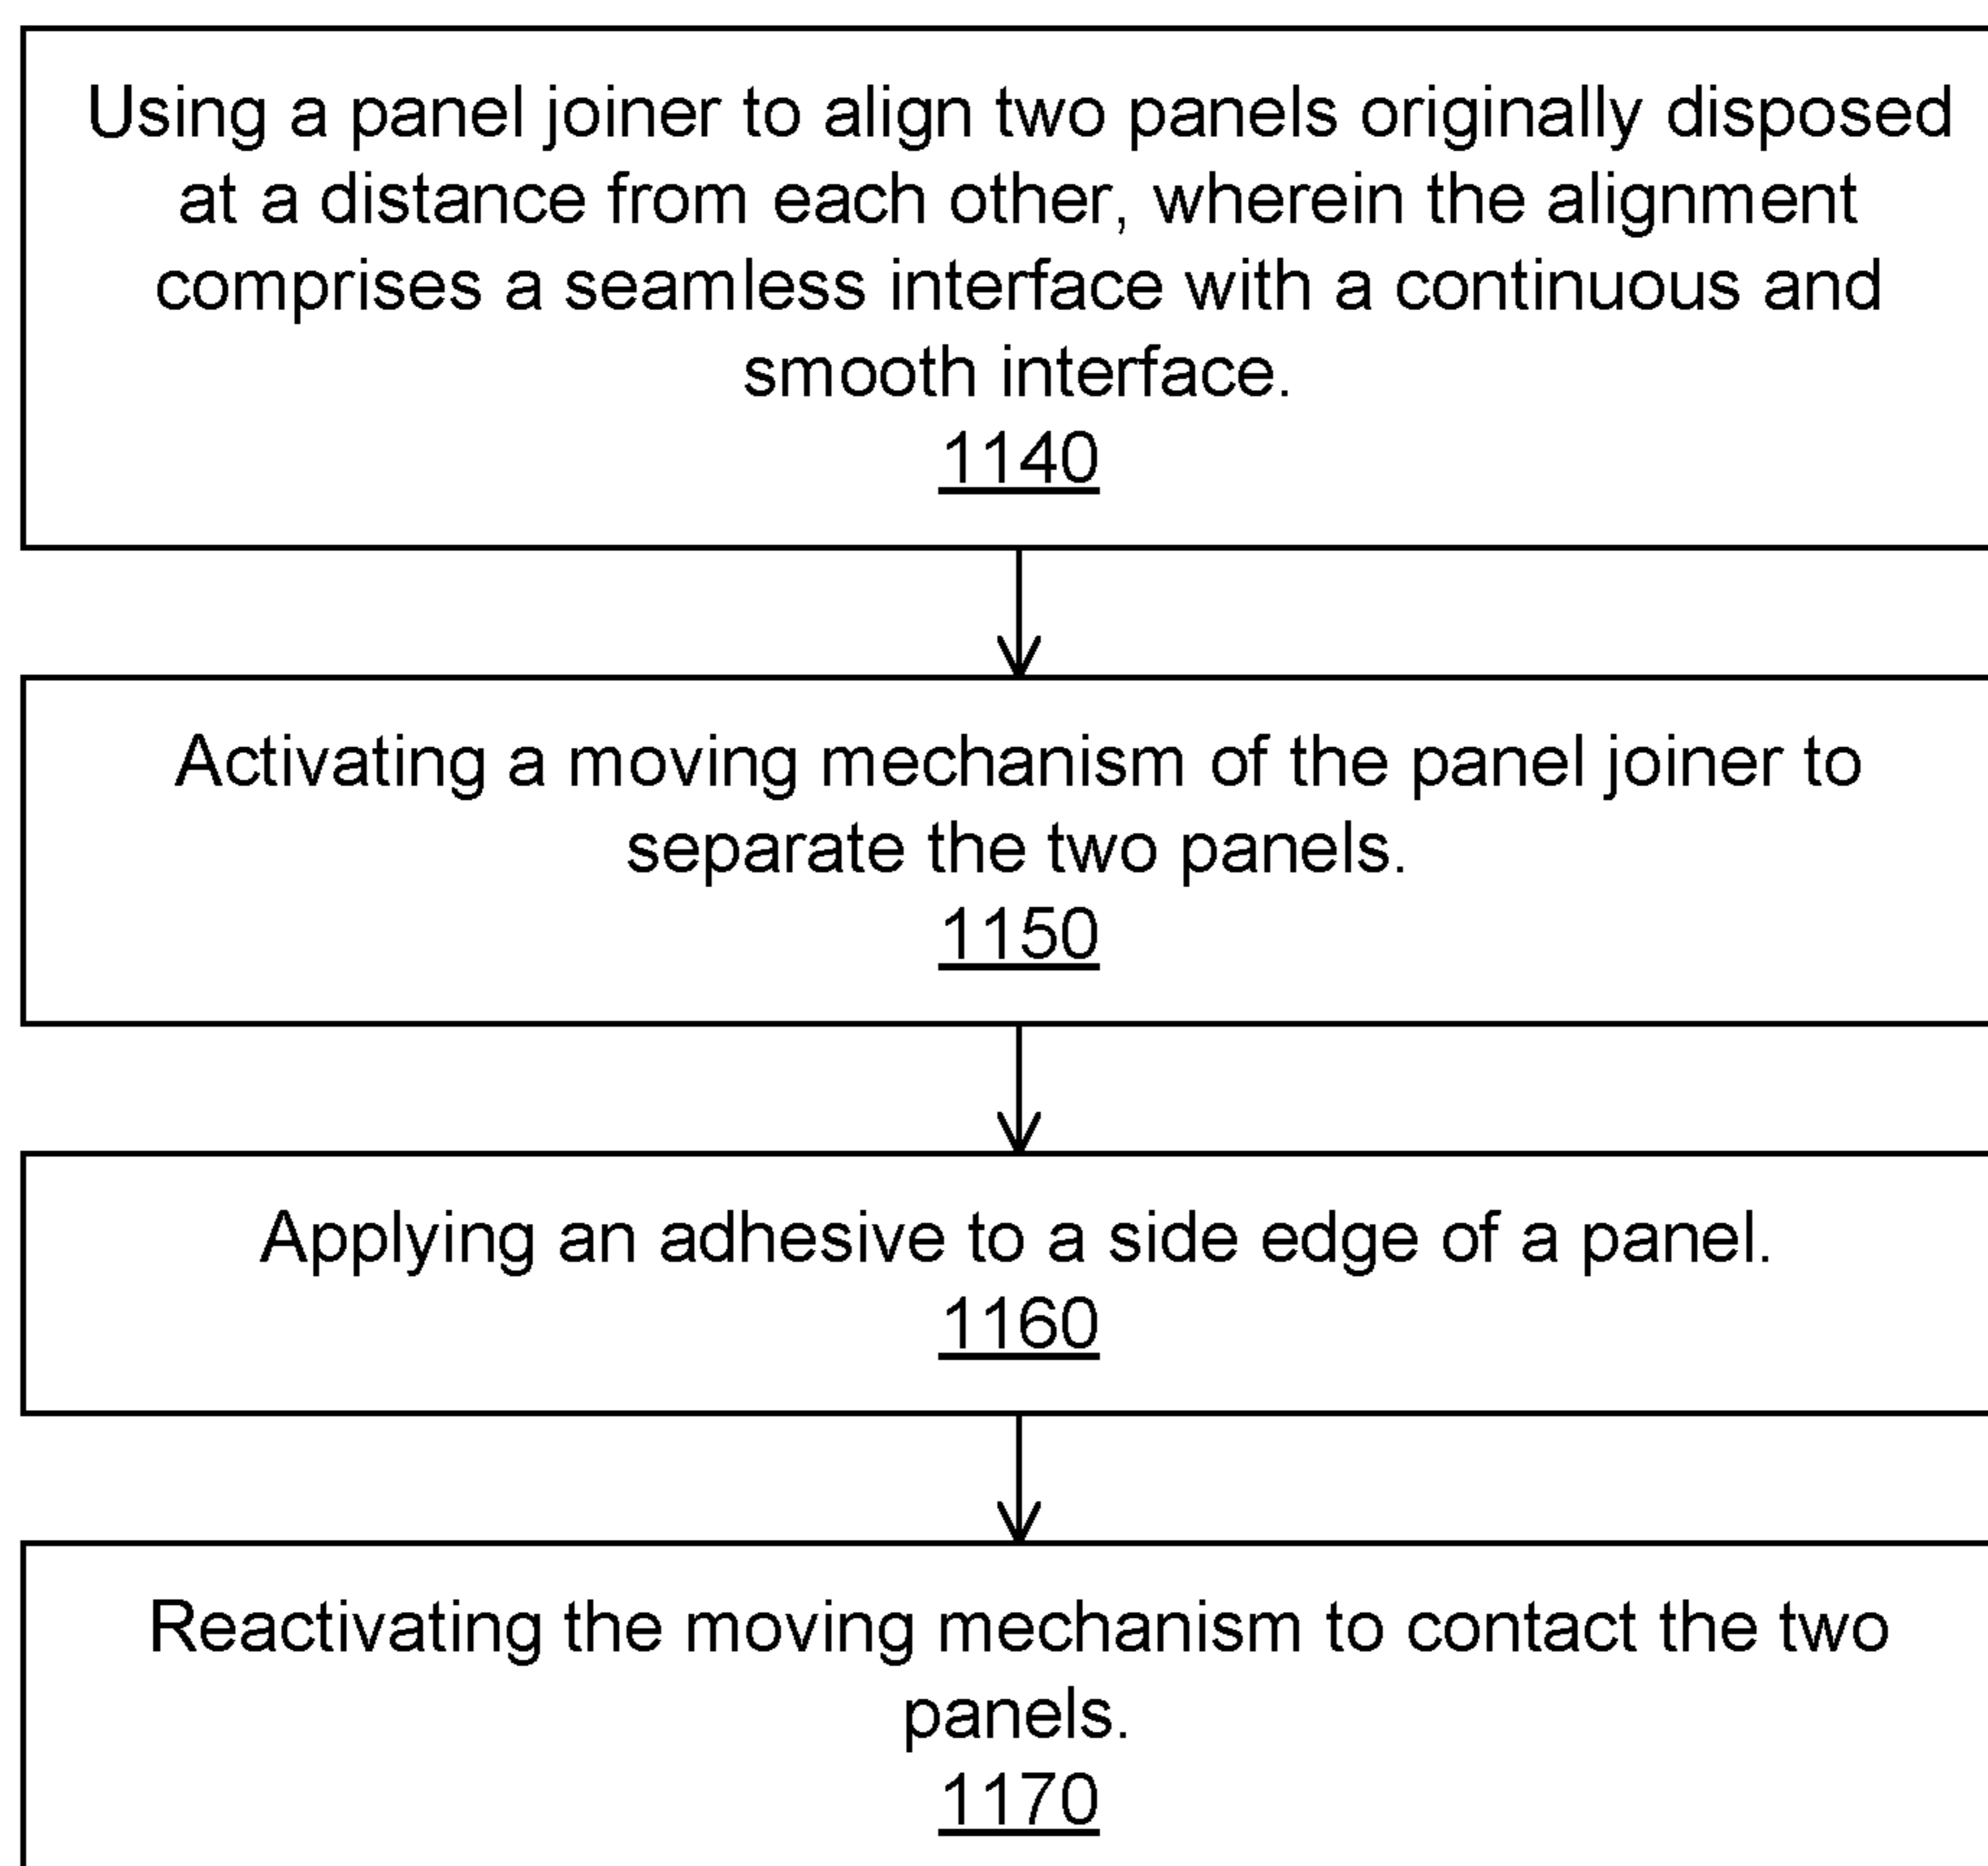 Using a panel joiner to align two panels originally disposed
at a distance from each other, wherein the alignment
comprises a seamless interface with a continuous and
smooth interface.
1140
Activating a moving mechanism of the panel joiner to
separate the two panels.
1150
Applying an adhesive to a side edge of a panel.
1160
Reactivating the moving mechanism to contact the two
panels.
1170